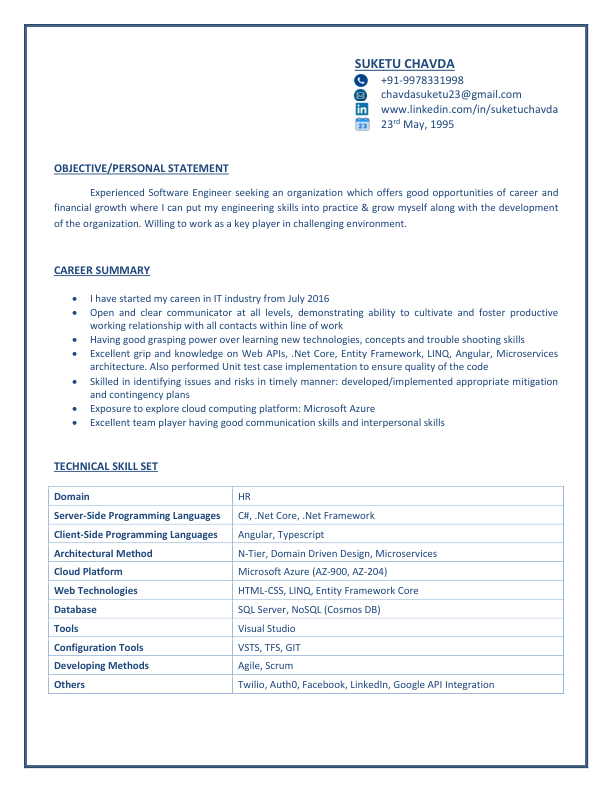 SUKETU CHAVDA
+91-9978331998
chavdasuketu23@gmail.com
www.linkedin.com/in/suketuchavda
23rd May, 1995
OBJECTIVE/PERSONAL STATEMENT
Experienced Software Engineer seeking an organization which offers good opportunities of career and
financial growth where I can put my engineering skills into practice & grow myself along with the development
of the organization. Willing to work as a key player in challenging environment.
CAREER SUMMARY
• I have started my careen in IT industry from July 2016
• Open and clear communicator at all levels, demonstrating ability to cultivate and foster productive
working relationship with all contacts within line of work
• Having good grasping power over learning new technologies, concepts and trouble shooting skills
• Excellent grip and knowledge on Web APIs, .Net Core, Entity Framework, LINQ, Angular, Microservices
architecture. Also performed Unit test case implementation to ensure quality of the code
• Skilled in identifying issues and risks in timely manner: developed/implemented appropriate mitigation
and contingency plans
• Exposure to explore cloud computing platform: Microsoft Azure
• Excellent team player having good communication skills and interpersonal skills
TECHNICAL SKILL SET
Domain HR
Server-Side Programming Languages C#, .Net Core, .Net Framework
Client-Side Programming Languages Angular, Typescript
Architectural Method N-Tier, Domain Driven Design, Microservices
Cloud Platform Microsoft Azure (AZ-900, AZ-204)
Web Technologies HTML-CSS, LINQ, Entity Framework Core
Database SQL Server, NoSQL (Cosmos DB)
Tools Visual Studio
Configuration Tools VSTS, TFS, GIT
Developing Methods Agile, Scrum
Others Twilio, Auth0, Facebook, LinkedIn, Google API Integration